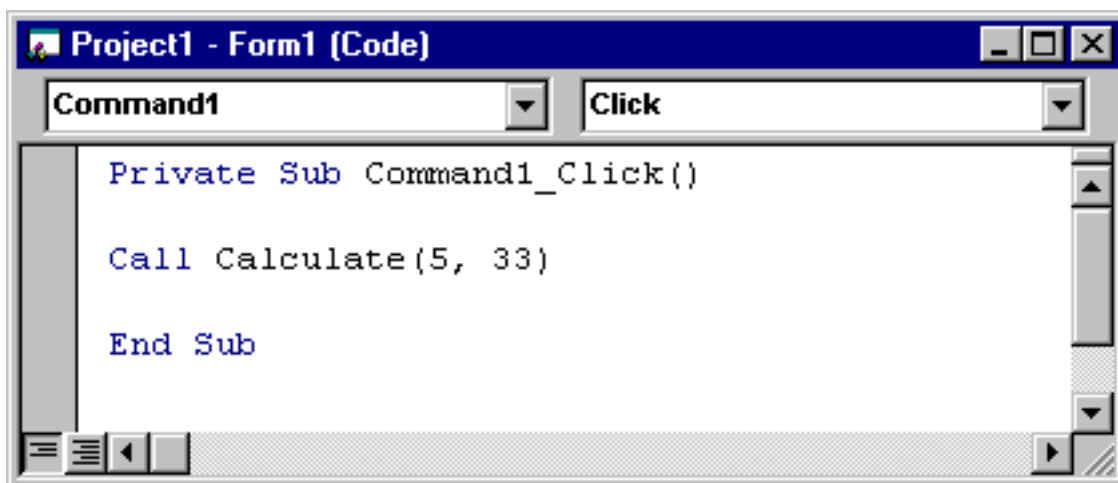 Project1 - Form1 (Code)
Command1 Click
Private Sub Command1_Click()
Call Calculate(5, 33)
End Sub